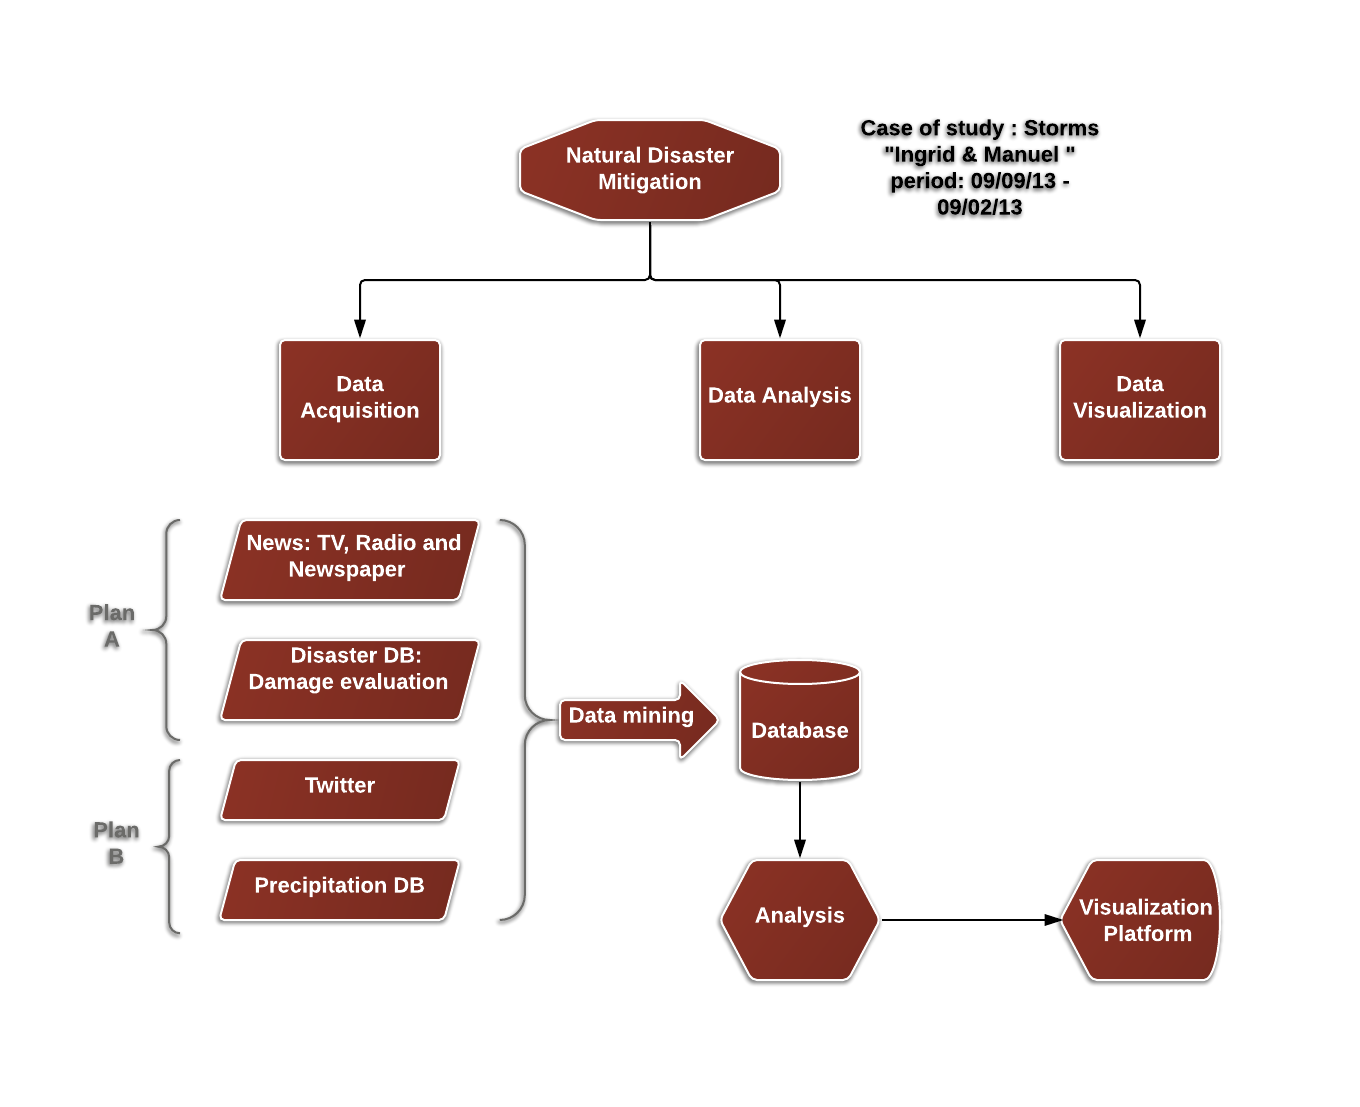 Natural Disaster
Mitigation
Case of study : Storms
"Ingrid & Manuel "
period: 09/09/13 -
09/02/13
Data
Acquisition
Data Analysis
Data
Visualization
Plan
A
News: TV, Radio and
Newspaper
Disaster DB:
Damage evaluation
Plan
B
Twitter
Precipitation DB
Data mining
Database
Analysis
Visualization
Platform